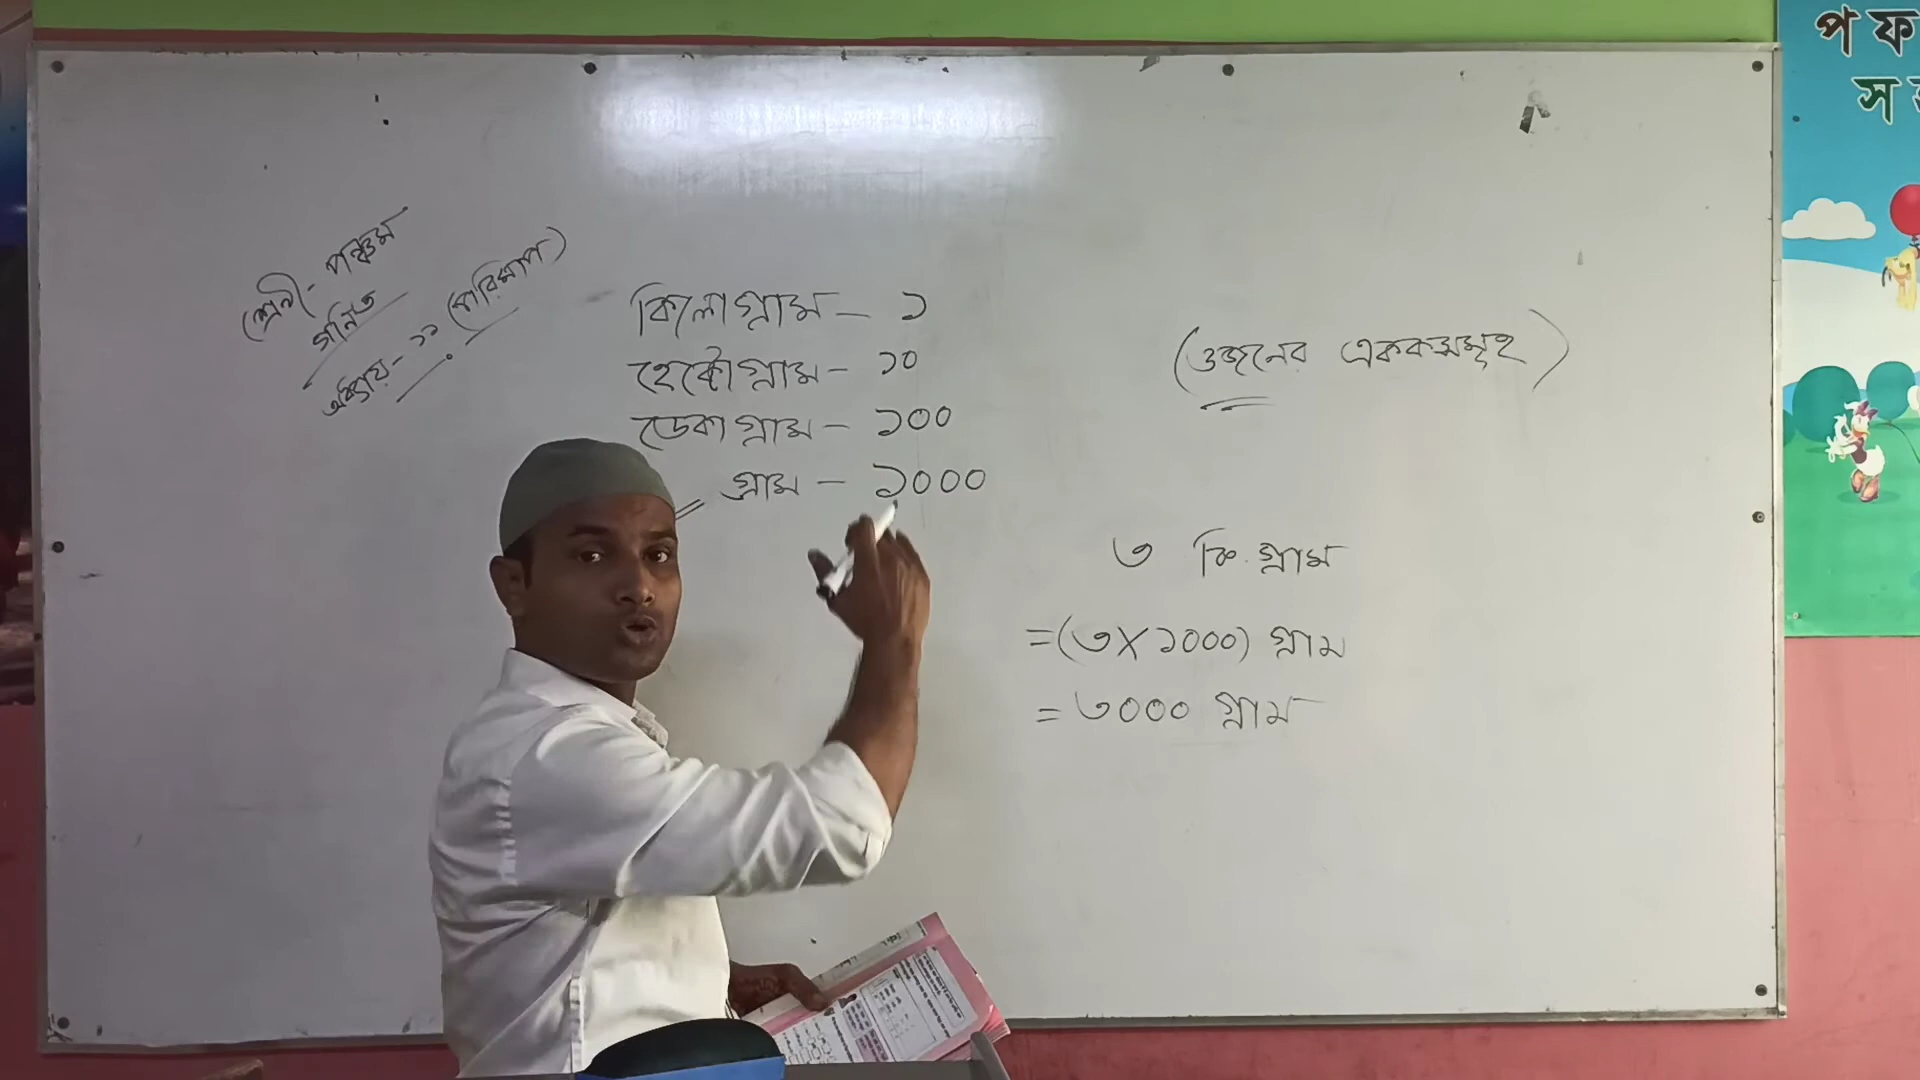 শ্রেনী- পঞ্চম
গনিত
অধ্যায়- ১১ (পরিমাপ)
কিলোগ্রাম - ১
হেক্টোগ্রাম - ১০
ডেকাগ্রাম - ১০০
গ্রাম - ১০০০
(ওজনের এককসমূহ)
৩ কি.গ্রাম
=(৩X১০০০) গ্রাম
= ৩০০০ গ্রাম
প ফ
স